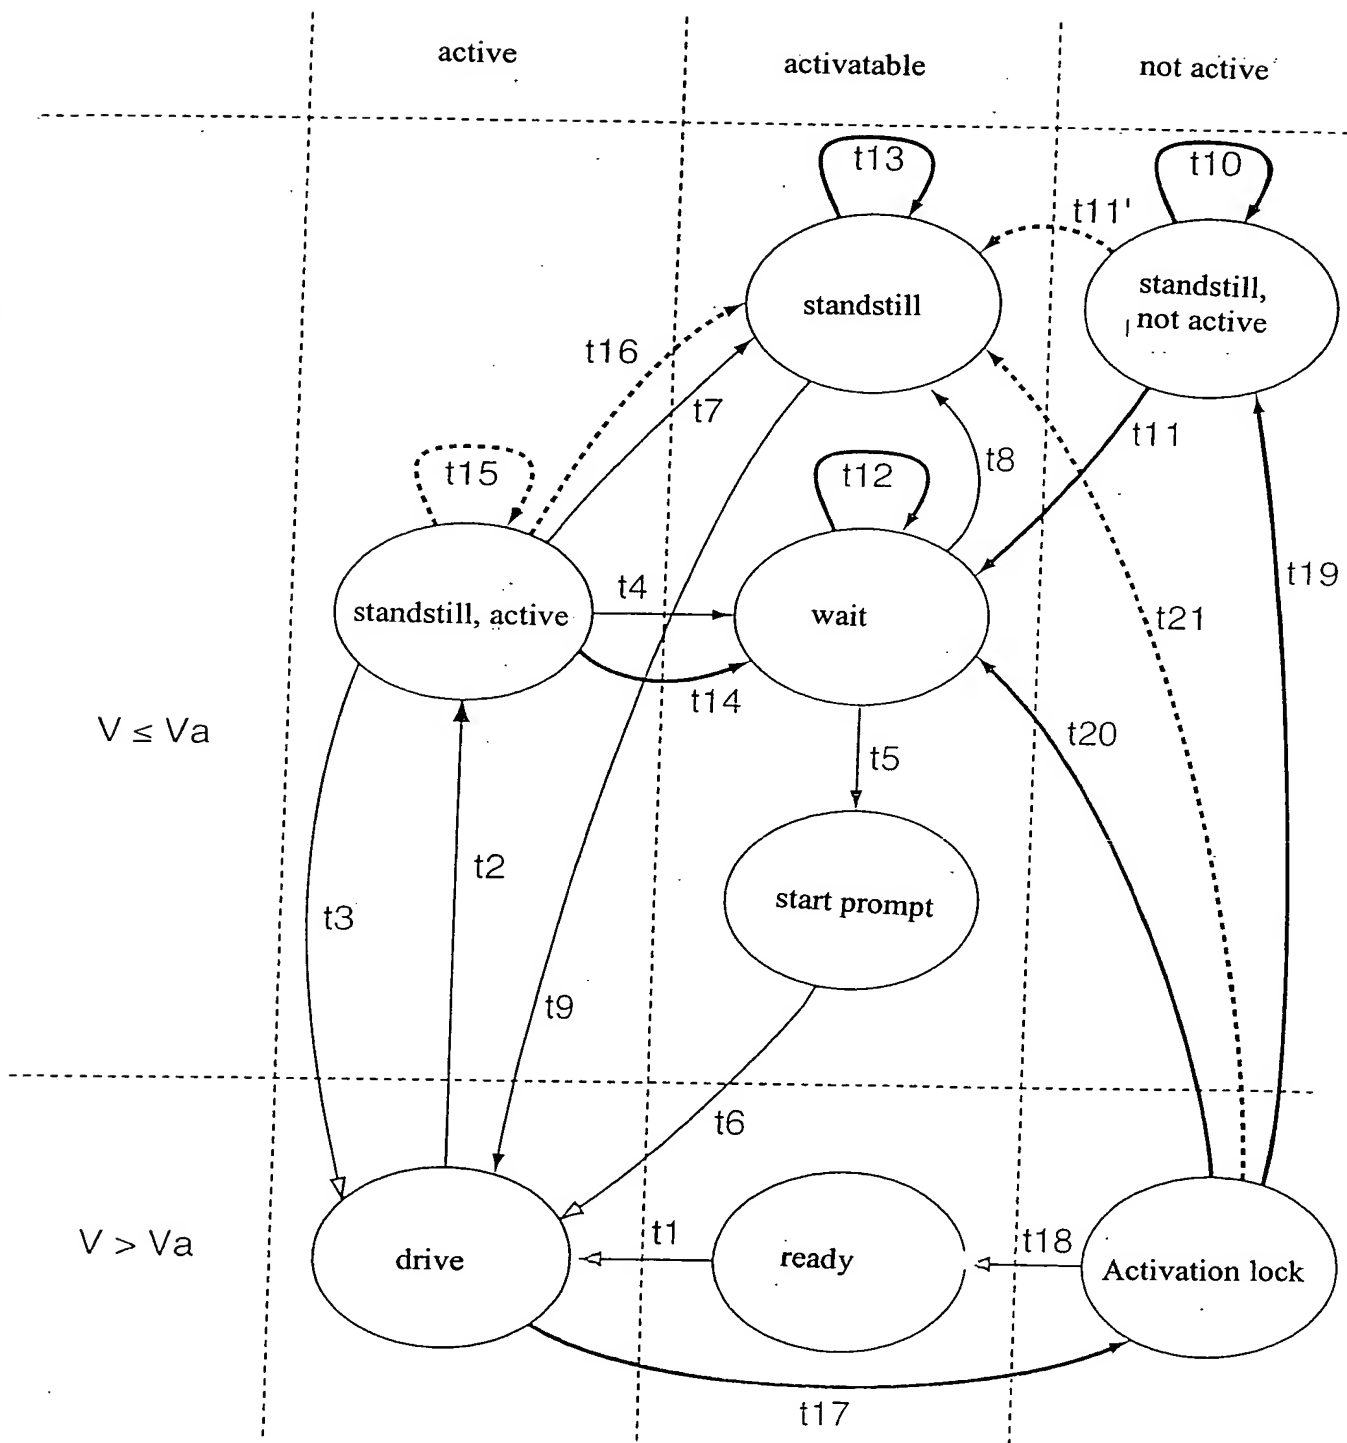 active
activatable
not active
t13
t10
t11'
standstill
standstill,
not active
t16
t7
t11
t15
t8
t12
t19
t4
standstill, active
wait
t21
t14
V ≤ Va
t20
t5
t2
t3
start prompt
t9
t6
V > Va
t1
t18
drive
ready
Activation lock
t17